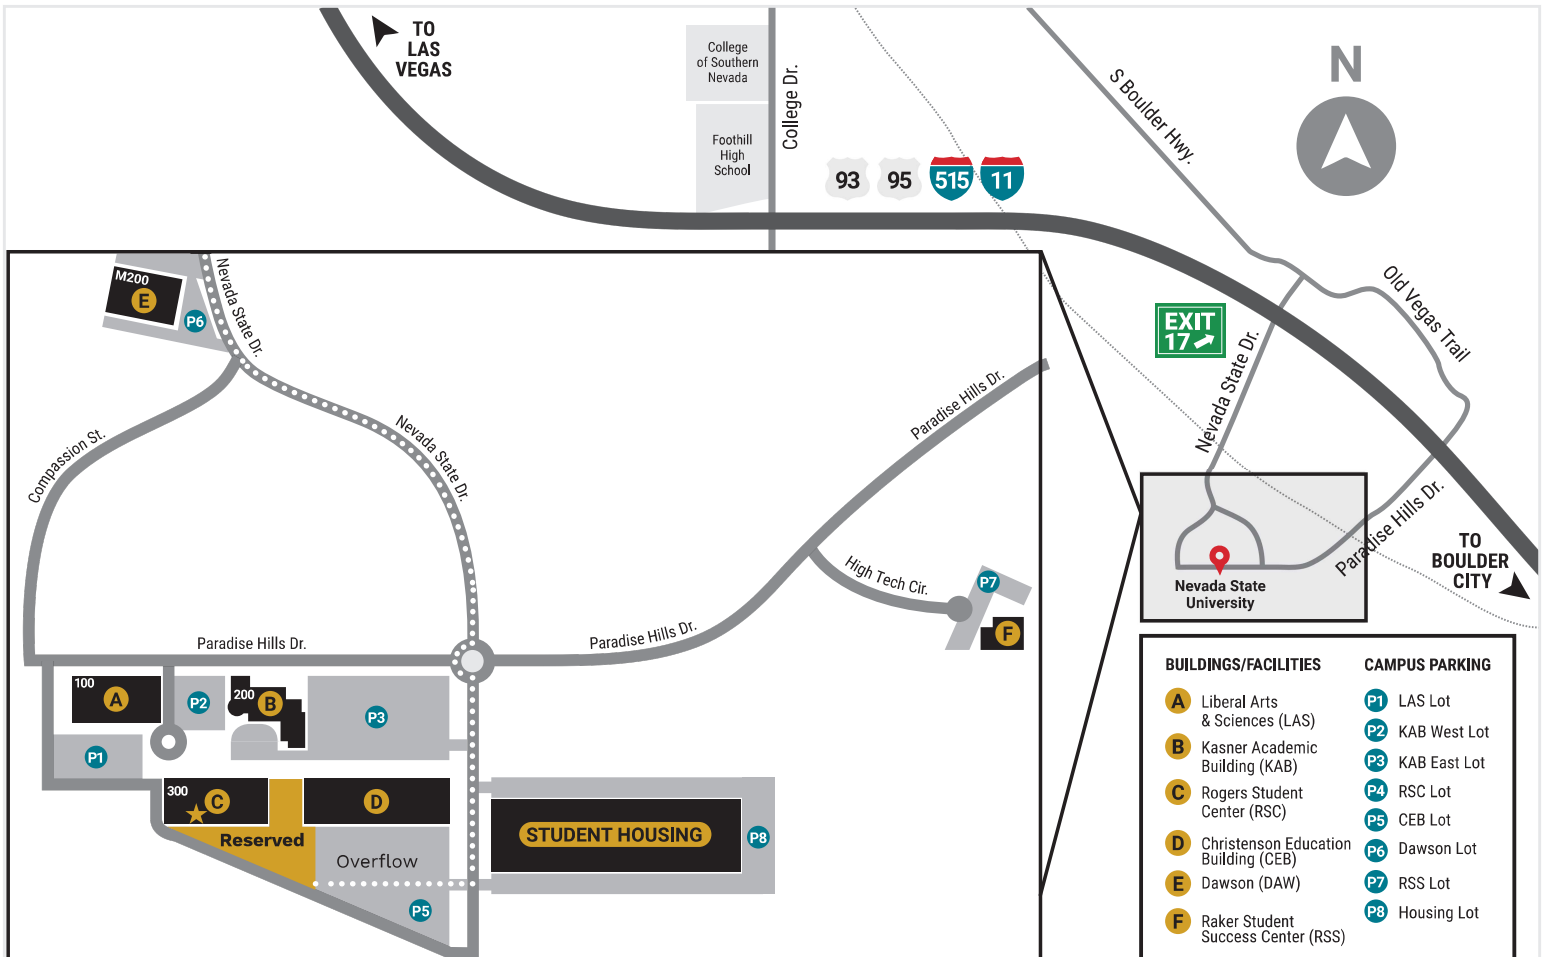 TO
LAS
VEGAS
College
of Southern
Nevada
Foothill
High
School
College Dr.
93
95
515
11
S Boulder Hwy.
N
Old Vegas Trail
EXIT
17
Nevada State Dr.
Paradise Hills Dr.
TO
BOULDER
CITY
Nevada State
University
M200
E
P6
Nevada State Dr.
Nevada State Dr.
Compassion St.
Paradise Hills Dr.
High Tech Cir.
P7
F
Paradise Hills Dr.
Paradise Hills Dr.
100
A
P2
200
B
P3
P1
300
C
D
Reserved
Overflow
P5
STUDENT HOUSING
P8
BUILDINGS/FACILITIES
A Liberal Arts
& Sciences (LAS)
B Kasner Academic
Building (KAB)
C Rogers Student
Center (RSC)
D Christenson Education
Building (CEB)
E Dawson (DAW)
F Raker Student
Success Center (RSS)
CAMPUS PARKING
P1 LAS Lot
P2 KAB West Lot
P3 KAB East Lot
P4 RSC Lot
P5 CEB Lot
P6 Dawson Lot
P7 RSS Lot
P8 Housing Lot